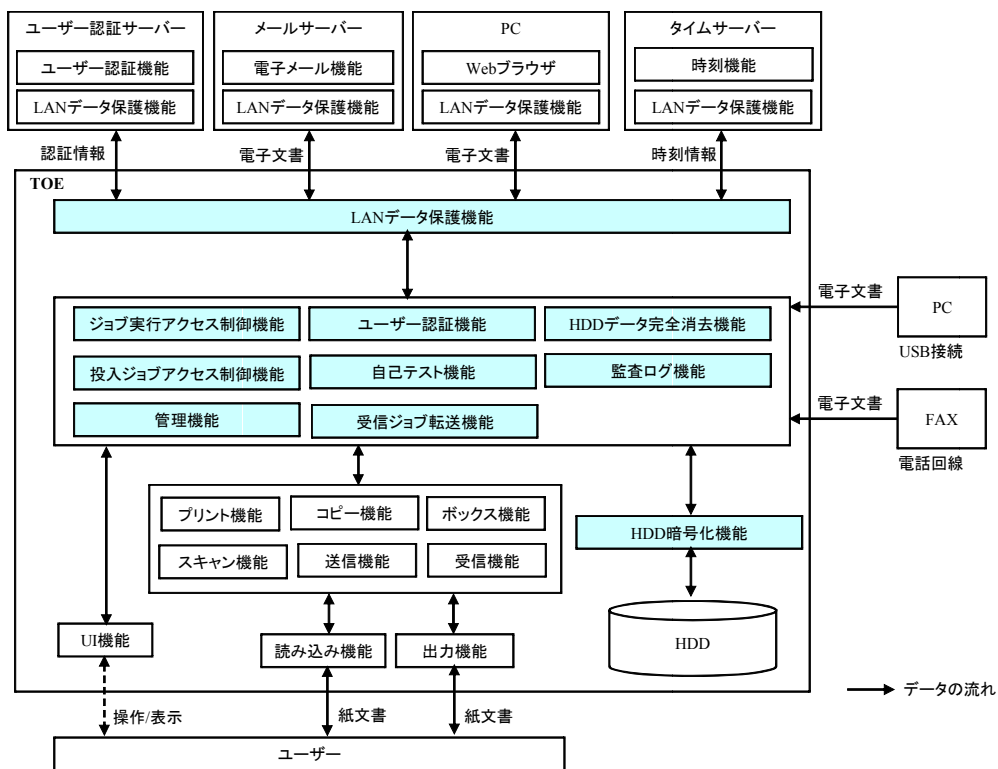 ユーザー認証サーバー
ユーザー認証機能
LANデータ保護機能
メールサーバー
電子メール機能
LANデータ保護機能
PC
Webブラウザ
LANデータ保護機能
タイムサーバー
時刻機能
LANデータ保護機能
認証情報
電子文書
電子文書
時刻情報
TOE
LANデータ保護機能
ジョブ実行アクセス制御機能
ユーザー認証機能
HDDデータ完全消去機能
投入ジョブアクセス制御機能
自己テスト機能
監査ログ機能
管理機能
受信ジョブ転送機能
電子文書
PC
USB接続
電子文書
FAX
電話回線
プリント機能
コピー機能
ボックス機能
スキャン機能
送信機能
受信機能
HDD暗号化機能
HDD
UI機能
読み込み機能
出力機能
データの流れ
操作/表示
紙文書
紙文書
ユーザー